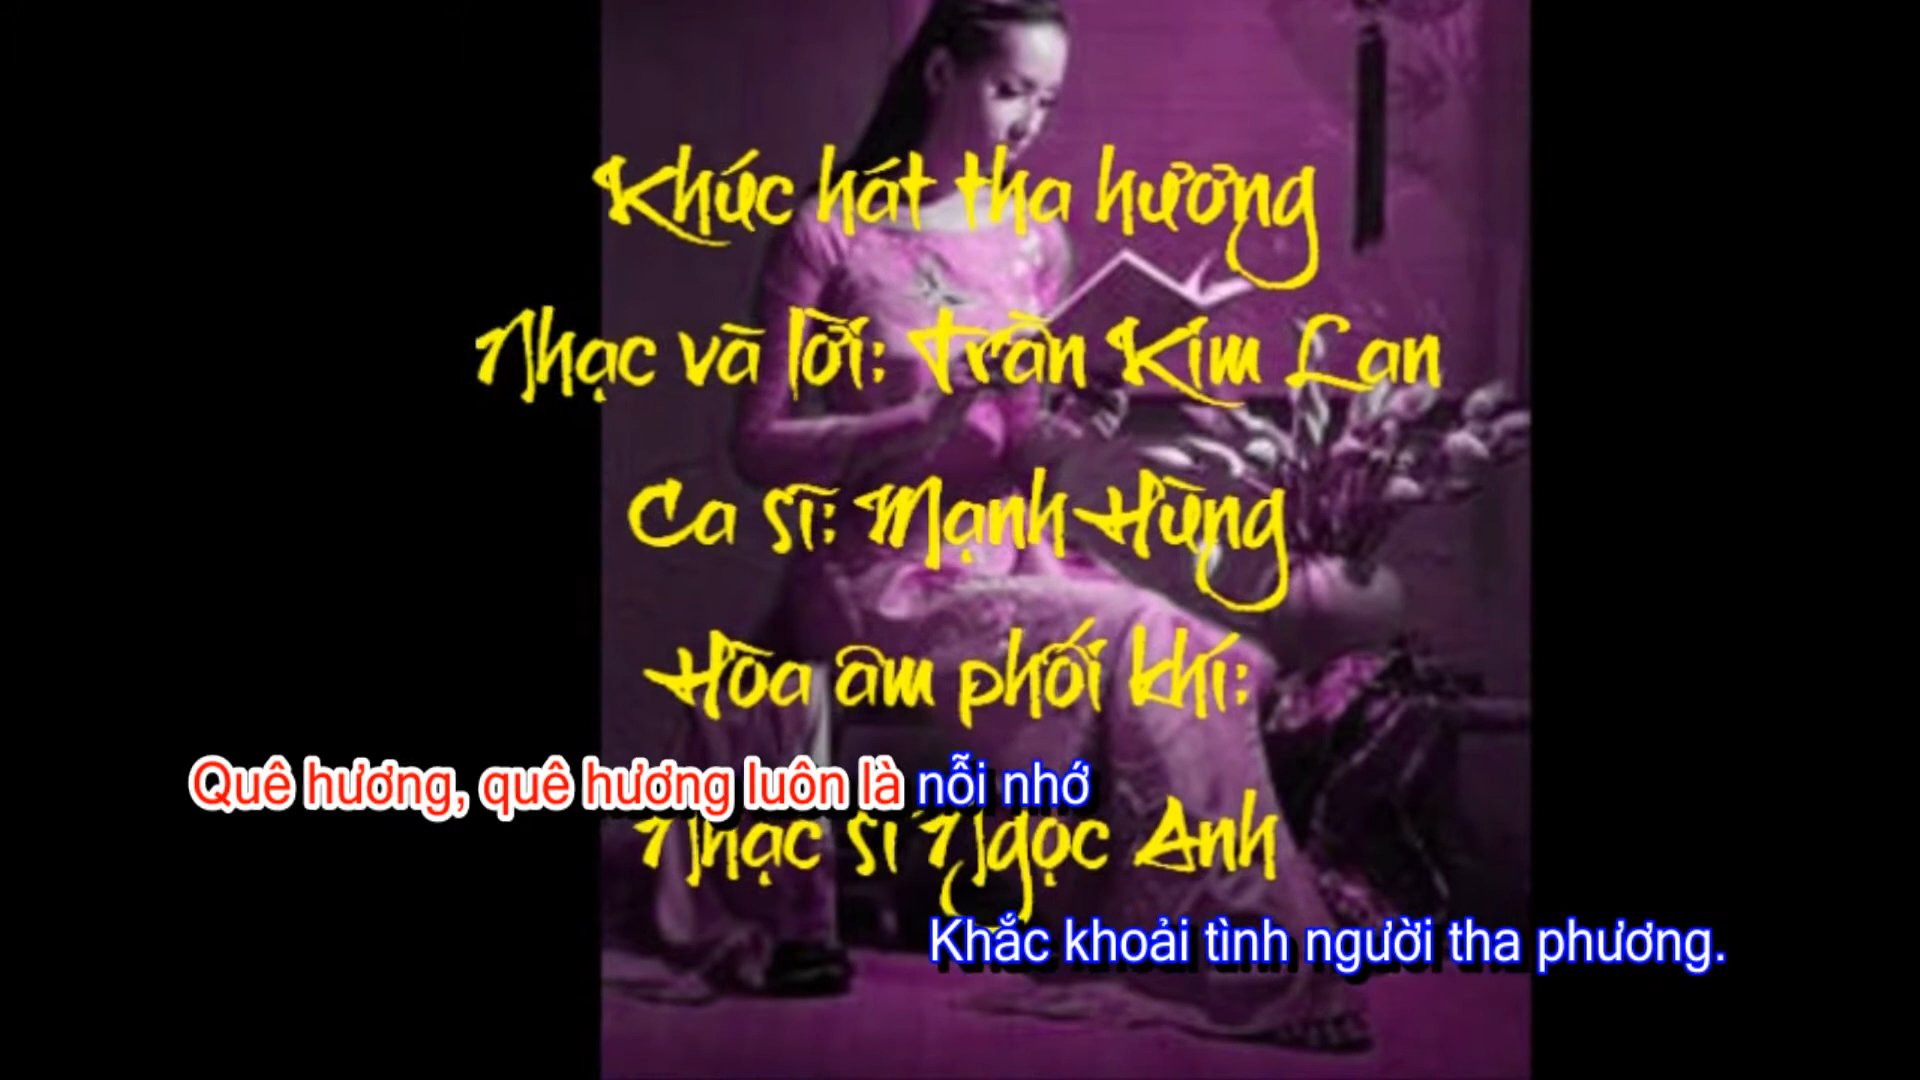 Khúc hát tha hương
Nhạc và lời: Trần Kim Lan
Ca sĩ: Mạnh Hùng
Hòa âm phối khí:
Quê hương, quê hương luôn là nỗi nhớ
Nhạc sĩ Ngọc Anh
Khắc khoải tình người tha phương.